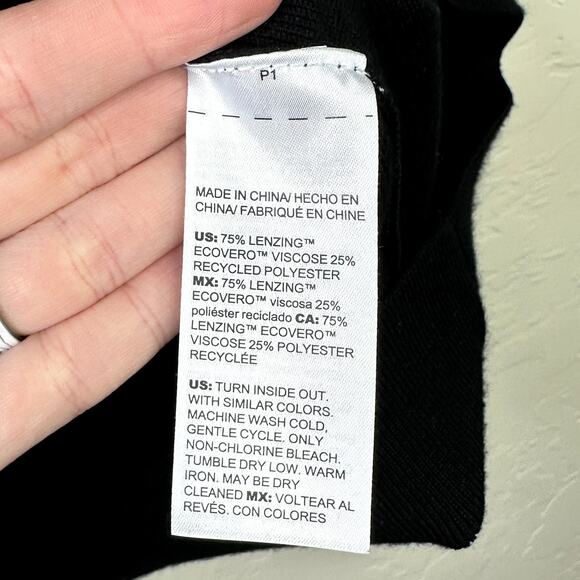 P1
MADE IN CHINA/ HECHO EN
CHINA/ FABRIQUÉ EN CHINE
US: 75% LENZING™
ECOVERO™ VISCOSE 25%
RECYCLED POLYESTER
MX: 75% LENZING™
ECOVERO™ viscosa 25%
poliéster reciclado CA: 75%
LENZING™ ECOVERO™
VISCOSE 25% POLYESTER
RECYCLÉE
US: TURN INSIDE OUT.
WITH SIMILAR COLORS.
MACHINE WASH COLD,
GENTLE CYCLE. ONLY
NON-CHLORINE BLEACH.
TUMBLE DRY LOW. WARM
IRON. MAY BE DRY
CLEANED MX: VOLTEAR AL
REVÉS. CON COLORES